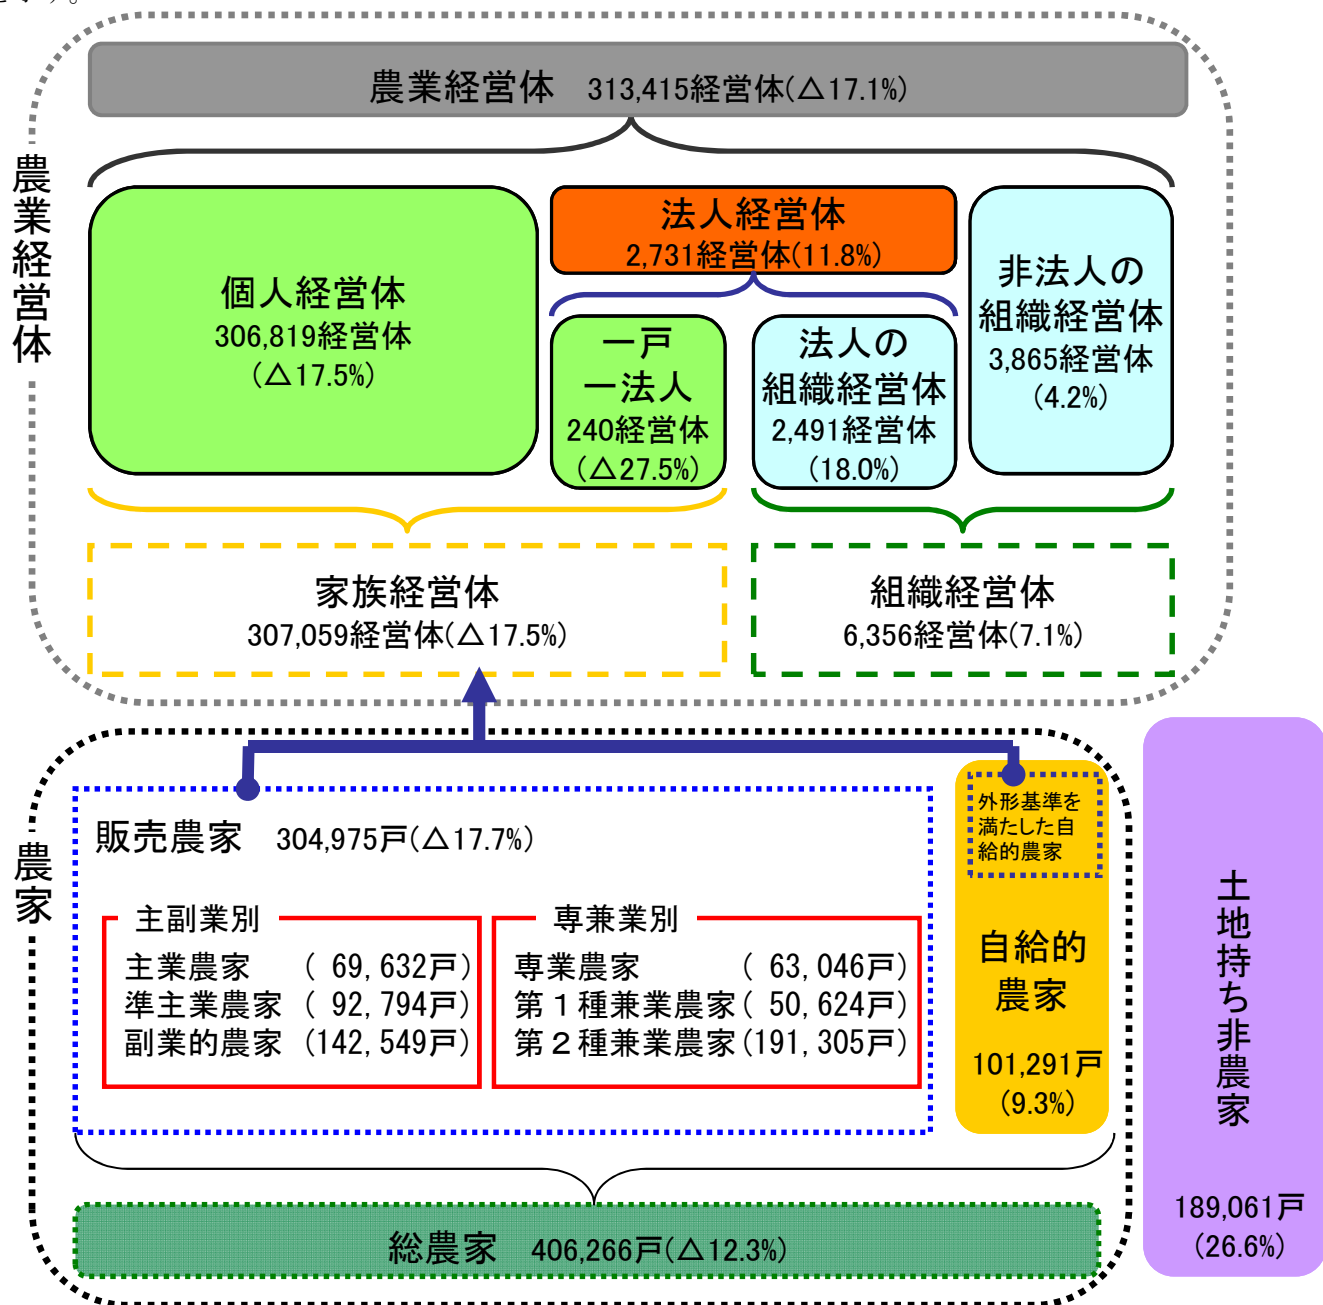 農業経営体 313,415経営体(△17.1%)
農業経営体
個人経営体
306,819経営体
(△17.5%)
法人経営体
2,731経営体(11.8%)
一戸
一法人
240経営体
(△27.5%)
法人の
組織経営体
2,491経営体
(18.0%)
非法人の
組織経営体
3,865経営体
(4.2%)
家族経営体
307,059経営体(△17.5%)
組織経営体
6,356経営体(7.1%)
農家
販売農家 304,975戸(△17.7%)
主副業別
主業農家 ( 69,632戸)
準主業農家 ( 92,794戸)
副業的農家 (142,549戸)
専兼業別
専業農家 ( 63,046戸)
第1種兼業農家( 50,624戸)
第2種兼業農家(191,305戸)
外形基準を
満たした自
給的農家
自給的
農家
101,291戸
(9.3%)
土地持ち非農家
189,061戸
(26.6%)
総農家 406,266戸(△12.3%)